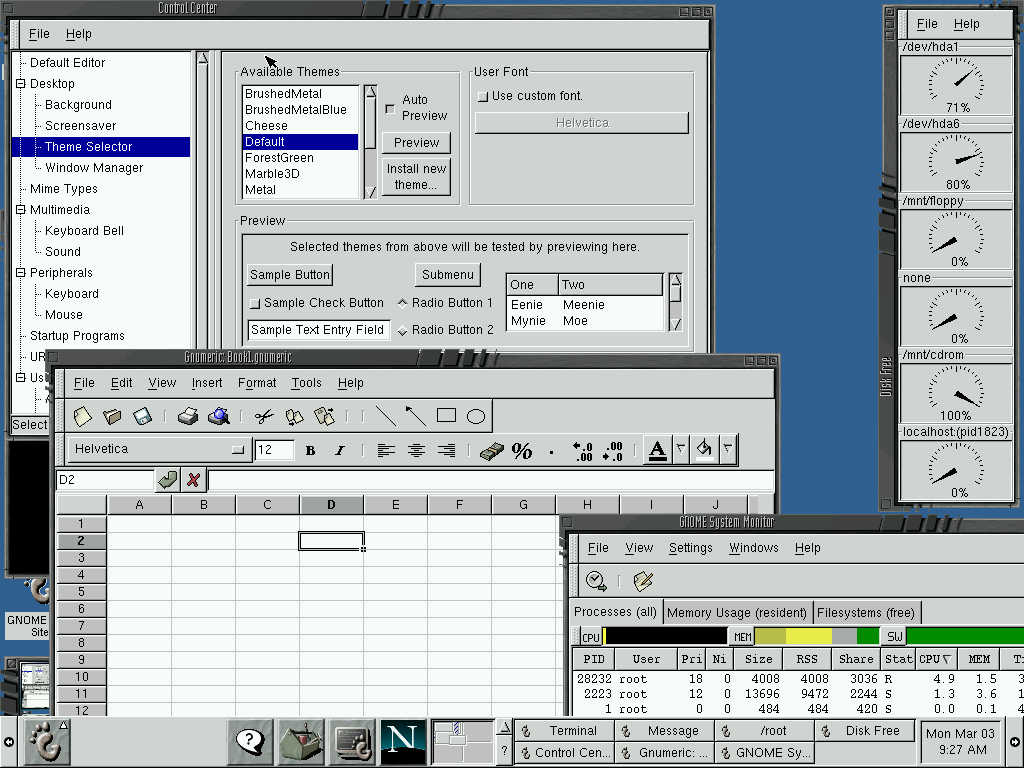 Control Center
File Help
Default Editor
Desktop
Background
Screensaver
Theme Selector
Window Manager
Mime Types
Multimedia
Keyboard Bell
Sound
Peripherals
Keyboard
Mouse
Startup Programs
Select
Available Themes
BrushedMetal
BrushedMetalBlue
Cheese
Default
ForestGreen
Marble3D
Metal
Auto
Preview
Preview
Install new
theme...
User Font
Use custom font.
Helvetica
Preview
Selected themes from above will be tested by previewing here.
Sample Button
Submenu
Sample Check Button
Radio Button 1
Sample Text Entry Field
Radio Button 2
One Two
Eenie Meenie
Mynie Moe
File Help
/dev/hda1
71%
/dev/hda6
80%
/mnt/floppy
0%
none
0%
/mnt/cdrom
100%
localhost:(pid1823)
0%
Disk Free
Gnumeric: Book1.gnumeric
File Edit View Insert Format Tools Help
Helvetica 12 B I % . ←.0 .00 .00 →.0 A
D2
A B C D E F G H I J
1
2
3
4
5
6
7
8
9
10
11
12
GNOME
Site
GNOME System Monitor
File View Settings Windows Help
Processes (all) Memory Usage (resident) Filesystems (free)
CPU MEM SW
PID User Pri Ni Size RSS Share Stat CPU MEM
28232 root 18 0 4008 4008 3036 R 4.9 1.5
2223 root 12 0 13696 9472 2244 S 1.3 3.6
1 root 0 0 484 484 420 S 0.0 0.1
?
N
?
Terminal Message /root Disk Free
Control Cen... Gnumeric: ... GNOME Sy...
Mon Mar 03
9:27 AM